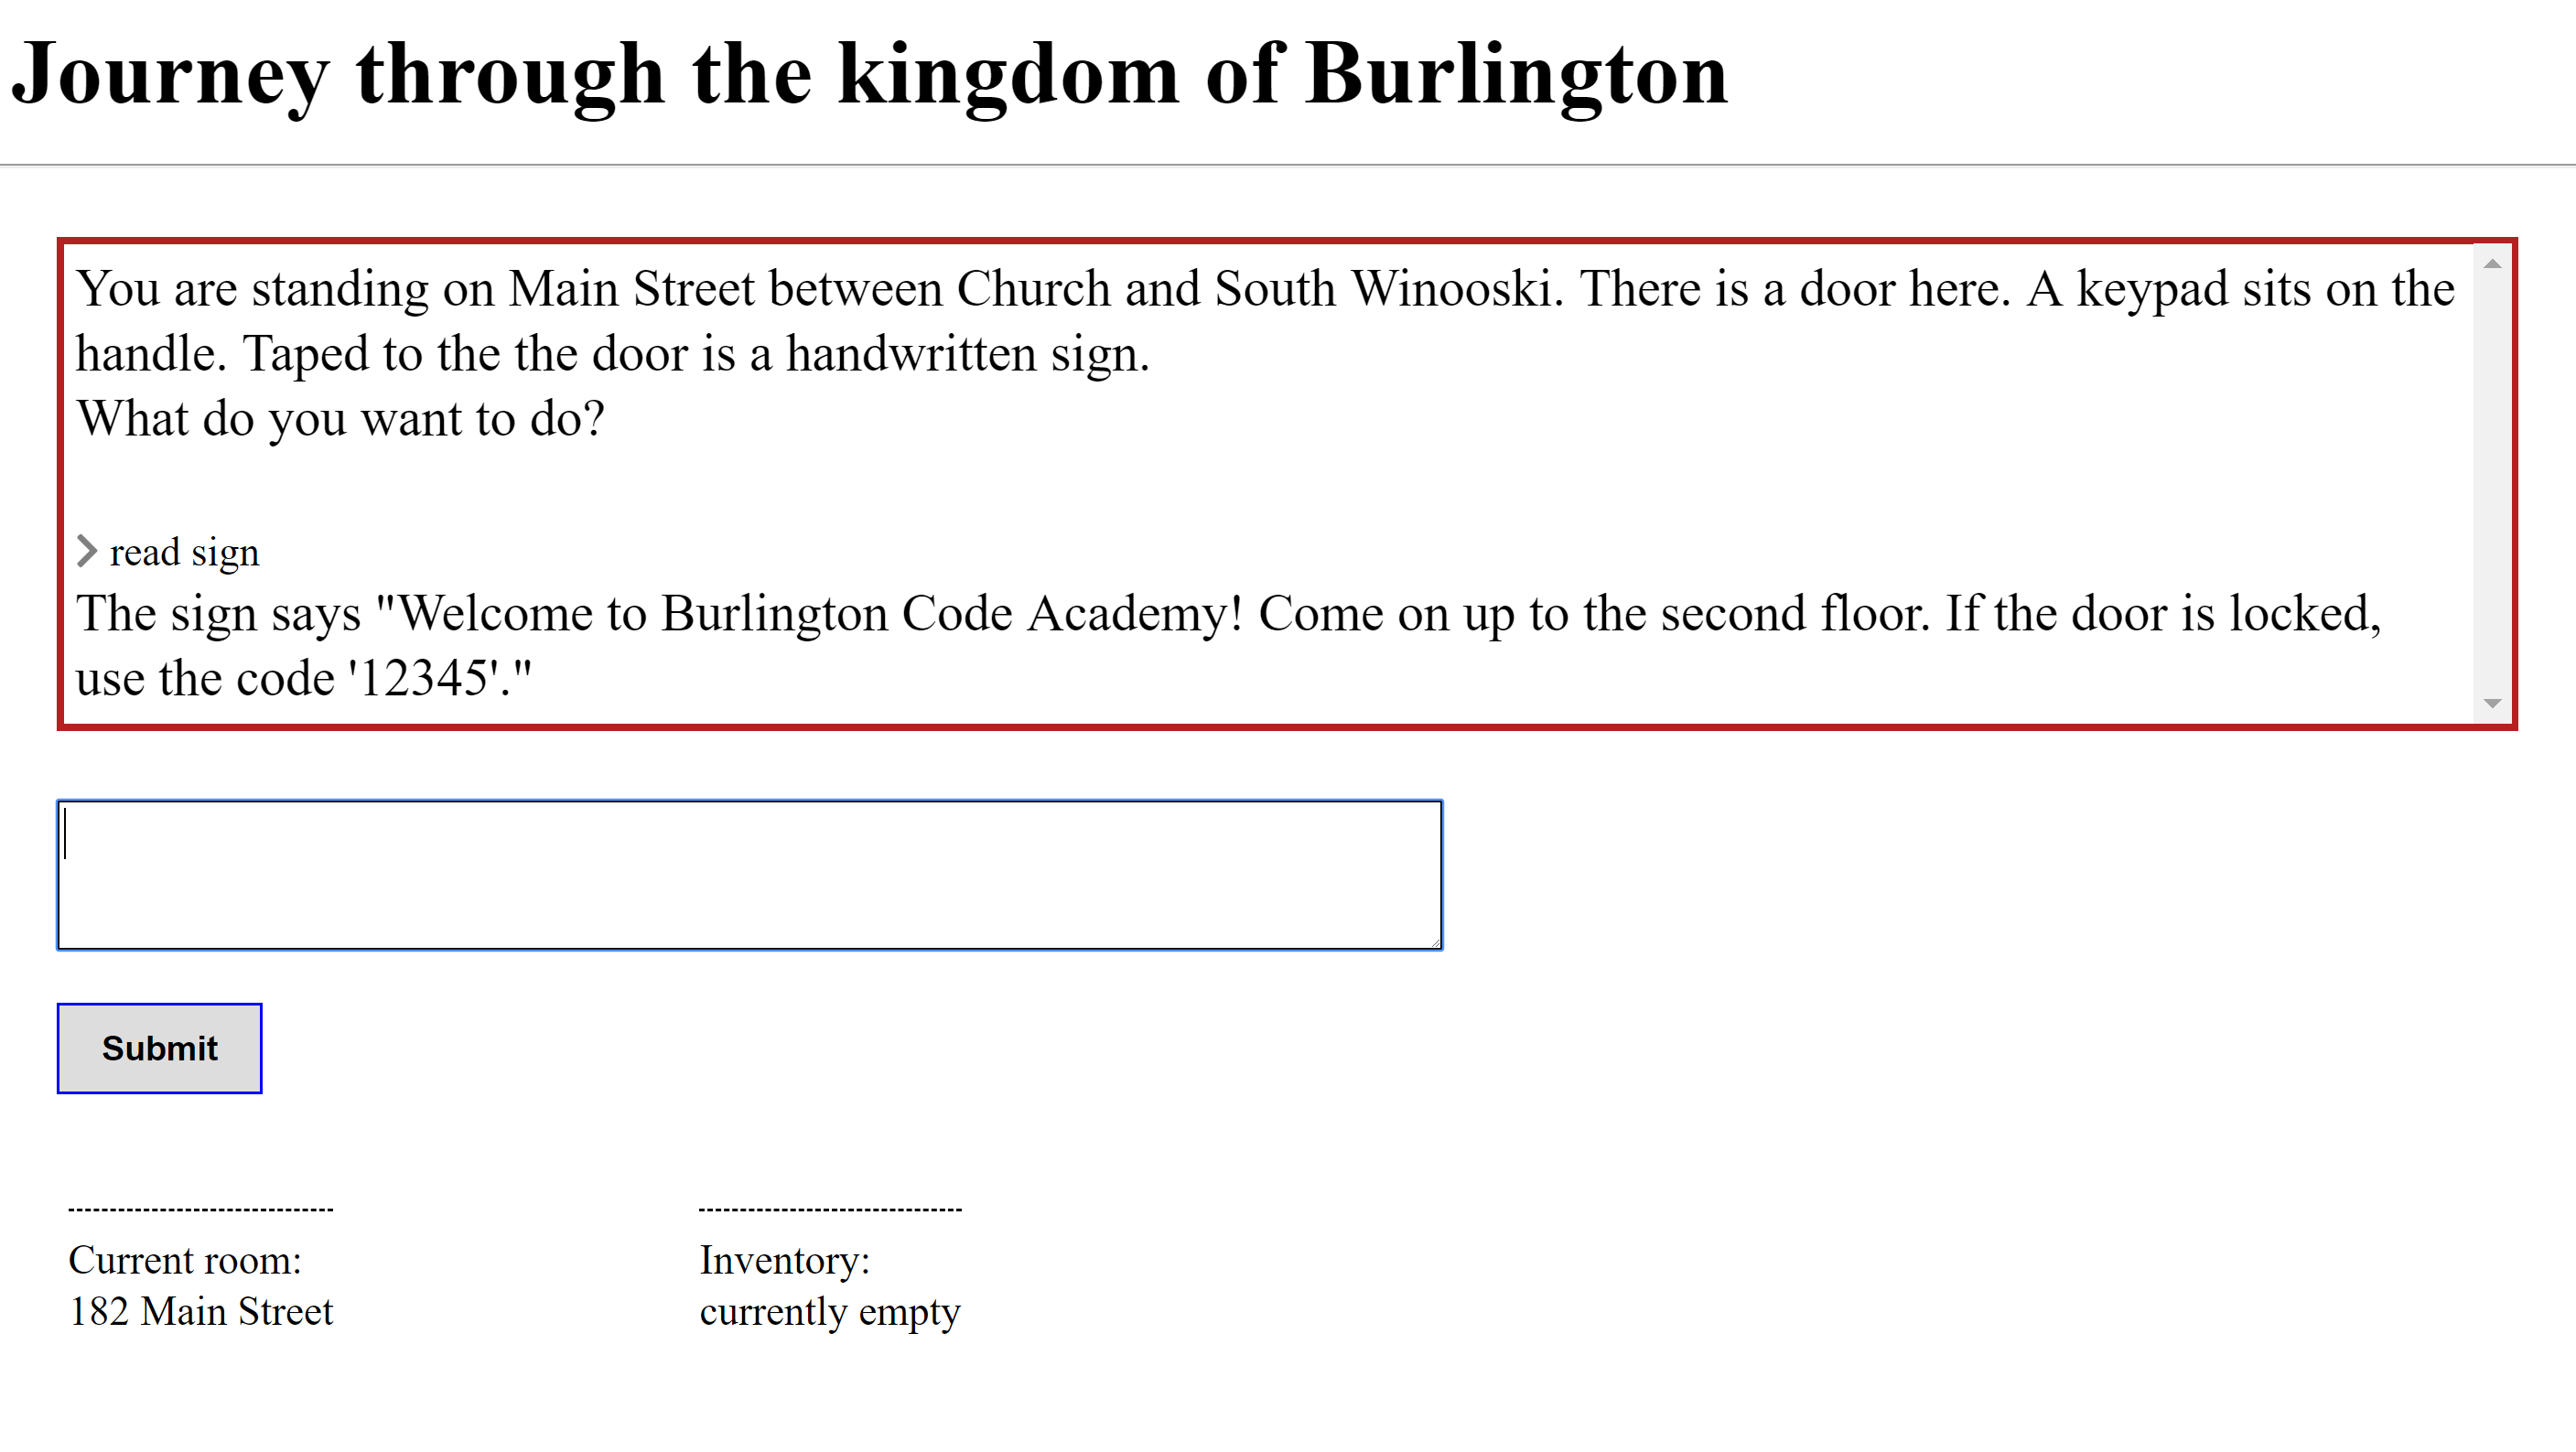 Journey through the kingdom of Burlington
You are standing on Main Street between Church and South Winooski. There is a door here. A keypad sits on the
handle. Taped to the the door is a handwritten sign.
What do you want to do?
read sign
The sign says "Welcome to Burlington Code Academy! Come on up to the second floor. If the door is locked,
use the code '12345'."
Submit
Current room:
182 Main Street
Inventory:
currently empty